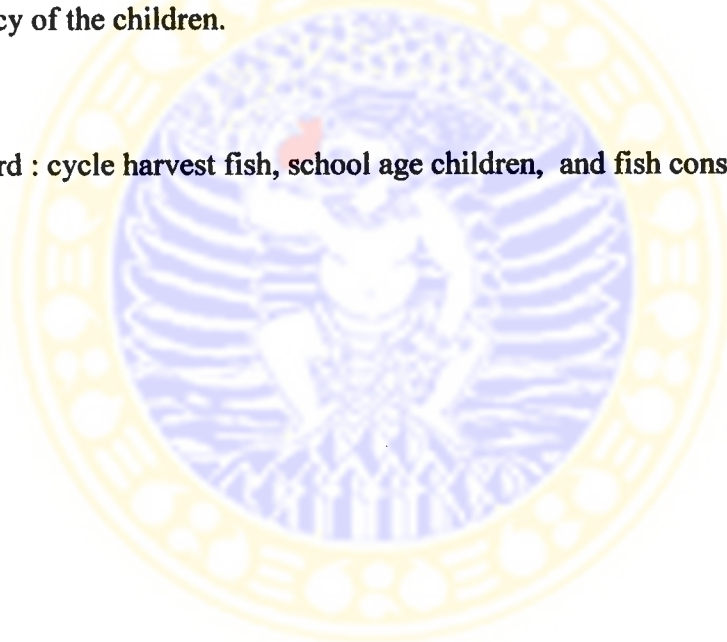 cy of the children.
rd : cycle harvest fish, school age children, and fish cons